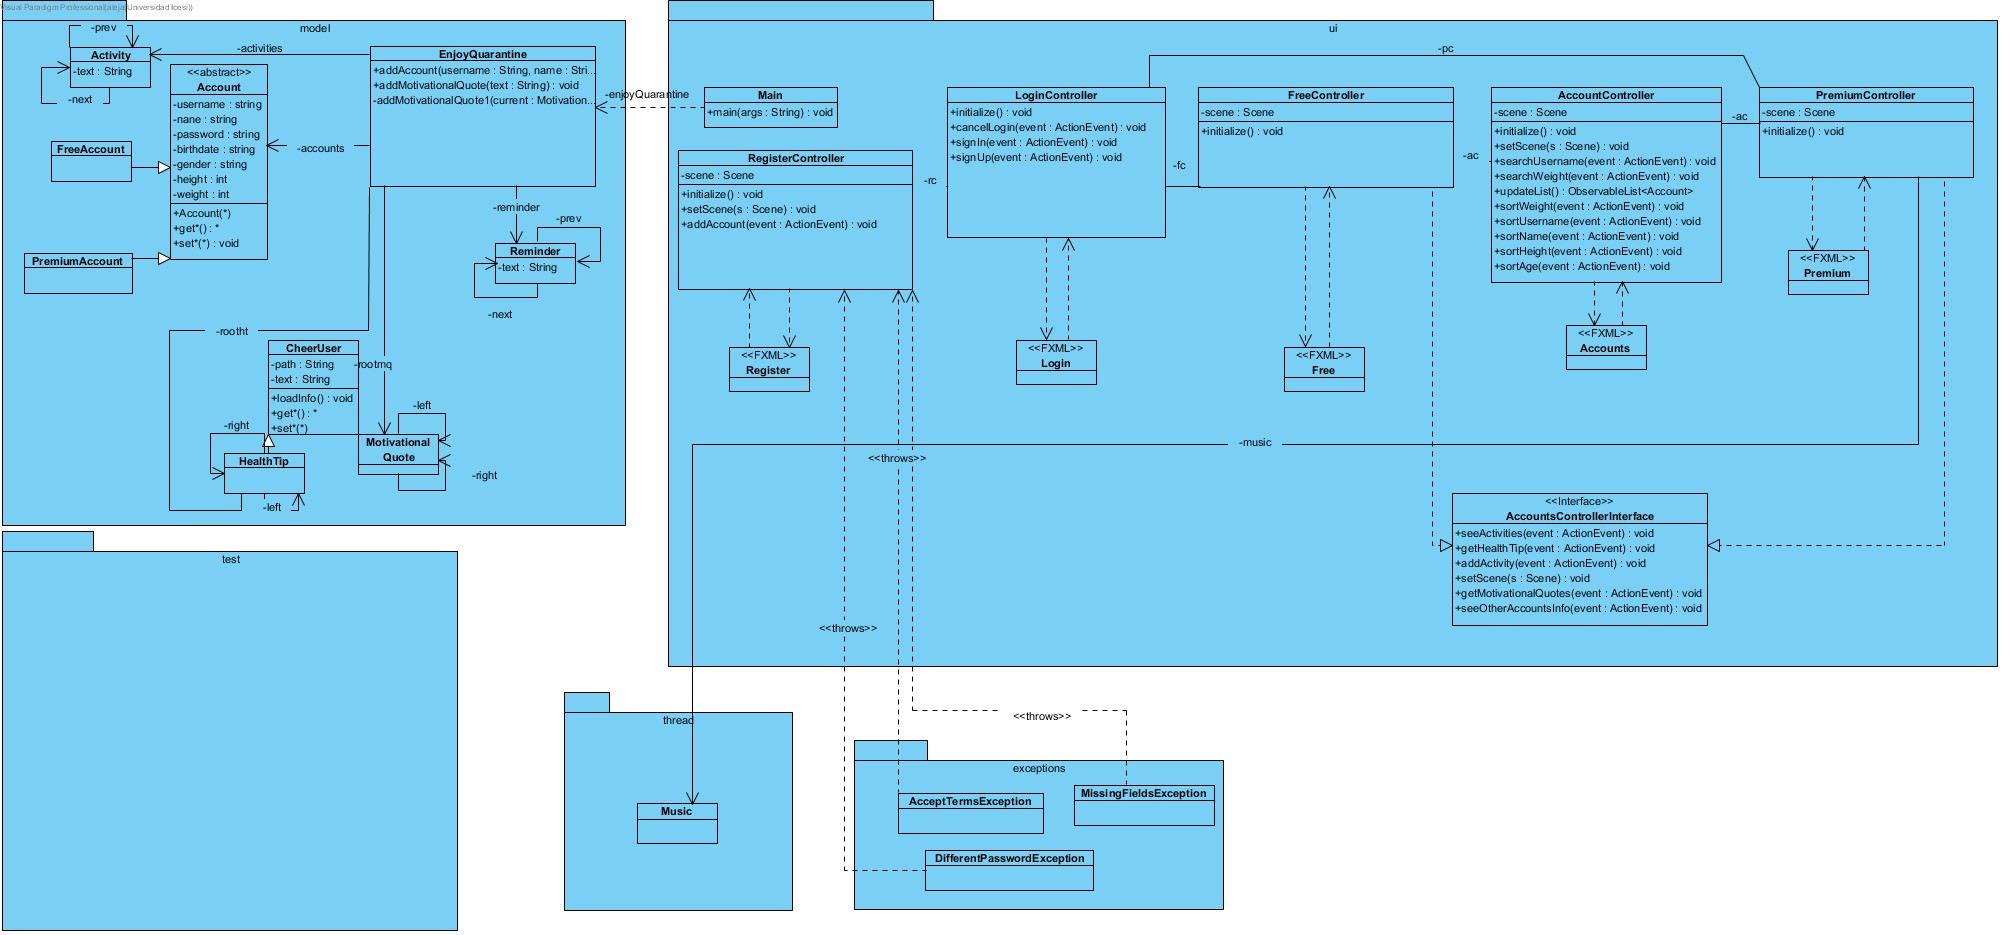 Visual Paradigm Professional(aleja(Universidad Icesi))
model
-prev
Activity
-text : String
-next
-activities
EnjoyQuarantine
+addAccount(username : String, name : Stri...
+addMotivationalQuote(text : String) : void
-addMotivationalQuote1(current : Motivation...
<<abstract>>
Account
-username : string
-nane : string
-password : string
-birthdate : string
-gender : string
-height : int
-weight : int
+Account(*)
+get*() : *
+set*(*) : void
FreeAccount
PremiumAccount
-accounts
-reminder
-prev
Reminder
-text : String
-next
-rootht
-rootmq
CheerUser
-path : String
-text : String
+loadInfo() : void
+get*() : *
+set*(*)
-right
HealthTip
-left
-left
Motivational
Quote
-right
test
ui
-enjoyQuarantine
Main
+main(args : String) : void
RegisterController
-scene : Scene
+initialize() : void
+setScene(s : Scene) : void
+addAccount(event : ActionEvent) : void
-rc
LoginController
+initialize() : void
+cancelLogin(event : ActionEvent) : void
+signIn(event : ActionEvent) : void
+signUp(event : ActionEvent) : void
-fc
-pc
FreeController
-scene : Scene
+initialize() : void
-ac
AccountController
-scene : Scene
+initialize() : void
+setScene(s : Scene) : void
+searchUsername(event : ActionEvent) : void
+searchWeight(event : ActionEvent) : void
+updateList() : ObservableList<Account>
+sortWeight(event : ActionEvent) : void
+sortUsername(event : ActionEvent) : void
+sortName(event : ActionEvent) : void
+sortHeight(event : ActionEvent) : void
+sortAge(event : ActionEvent) : void
-ac
PremiumController
-scene : Scene
+initialize() : void
<<FXML>>
Register
<<FXML>>
Login
<<FXML>>
Free
<<FXML>>
Accounts
<<FXML>>
Premium
-music
<<throws>>
<<throws>>
<<throws>>
<<Interface>>
AccountsControllerInterface
+seeActivities(event : ActionEvent) : void
+getHealthTip(event : ActionEvent) : void
+addActivity(event : ActionEvent) : void
+setScene(s : Scene) : void
+getMotivationalQuotes(event : ActionEvent) : void
+seeOtherAccountsInfo(event : ActionEvent) : void
thread
Music
exceptions
AcceptTermsException
MissingFieldsException
DifferentPasswordException